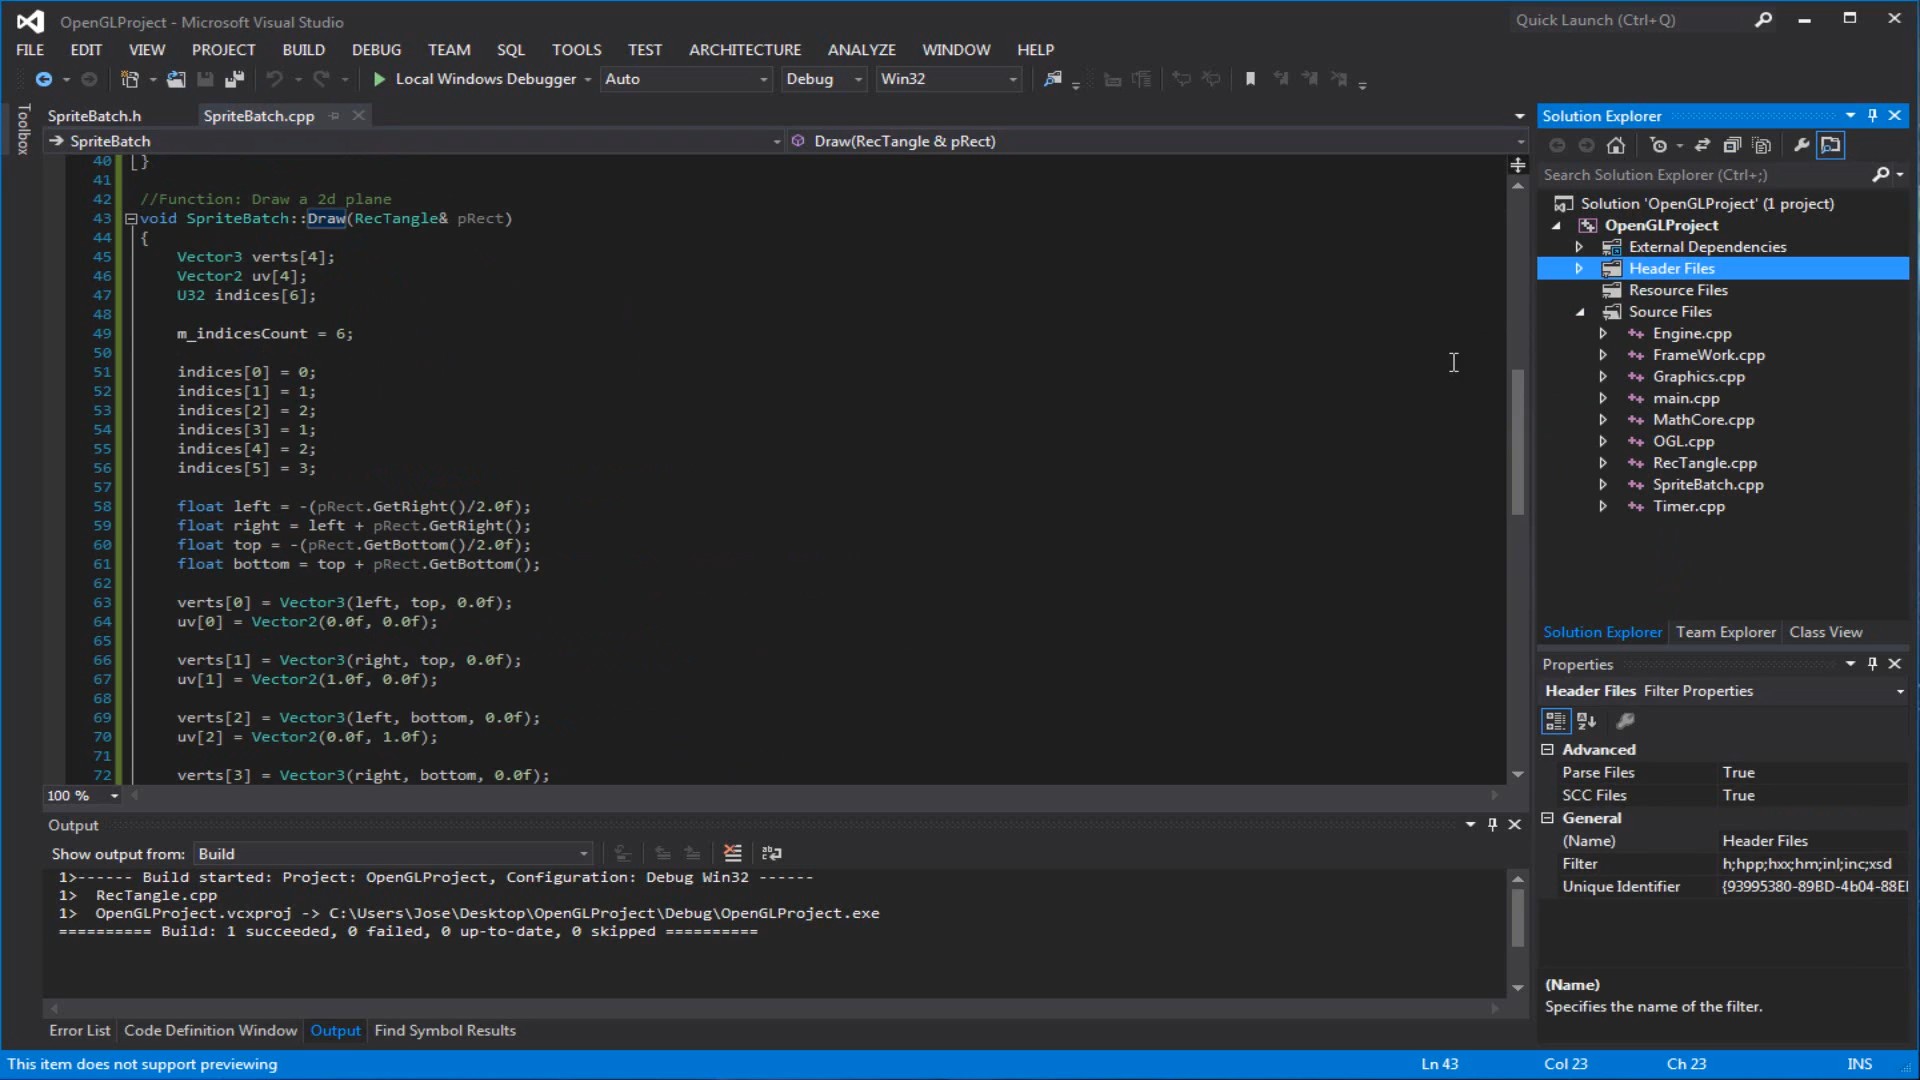 OpenGLProject - Microsoft Visual Studio
Quick Launch (Ctrl+Q)
FILE EDIT VIEW PROJECT BUILD DEBUG TEAM SQL TOOLS TEST ARCHITECTURE ANALYZE WINDOW HELP
Local Windows Debugger Auto Debug Win32
Toolbox
SpriteBatch.h SpriteBatch.cpp
SpriteBatch Draw(RecTangle & pRect)
40 }
41
42 //Function: Draw a 2d plane
43 void SpriteBatch::Draw(RecTangle& pRect)
44 {
45 Vector3 verts[4];
46 Vector2 uv[4];
47 U32 indices[6];
48
49 m_indicesCount = 6;
50
51 indices[0] = 0;
52 indices[1] = 1;
53 indices[2] = 2;
54 indices[3] = 1;
55 indices[4] = 2;
56 indices[5] = 3;
57
58 float left = -(pRect.GetRight()/2.0f);
59 float right = left + pRect.GetRight();
60 float top = -(pRect.GetBottom()/2.0f);
61 float bottom = top + pRect.GetBottom();
62
63 verts[0] = Vector3(left, top, 0.0f);
64 uv[0] = Vector2(0.0f, 0.0f);
65
66 verts[1] = Vector3(right, top, 0.0f);
67 uv[1] = Vector2(1.0f, 0.0f);
68
69 verts[2] = Vector3(left, bottom, 0.0f);
70 uv[2] = Vector2(0.0f, 1.0f);
71
72 verts[3] = Vector3(right, bottom, 0.0f);
100 %
Output
Show output from: Build
1>------ Build started: Project: OpenGLProject, Configuration: Debug Win32 ------
1> RecTangle.cpp
1> OpenGLProject.vcxproj -> C:\Users\Jose\Desktop\OpenGLProject\Debug\OpenGLProject.exe
========== Build: 1 succeeded, 0 failed, 0 up-to-date, 0 skipped ==========
Error List Code Definition Window Output Find Symbol Results
Solution Explorer
Search Solution Explorer (Ctrl+;)
Solution 'OpenGLProject' (1 project)
OpenGLProject
External Dependencies
Header Files
Resource Files
Source Files
Engine.cpp
FrameWork.cpp
Graphics.cpp
main.cpp
MathCore.cpp
OGL.cpp
RecTangle.cpp
SpriteBatch.cpp
Timer.cpp
Solution Explorer Team Explorer Class View
Properties
Header Files Filter Properties
Advanced
Parse Files True
SCC Files True
General
(Name) Header Files
Filter h;hpp;hxx;hm;inl;inc;xsd
Unique Identifier {93995380-89BD-4b04-88E
(Name)
Specifies the name of the filter.
This item does not support previewing Ln 43 Col 23 Ch 23 INS